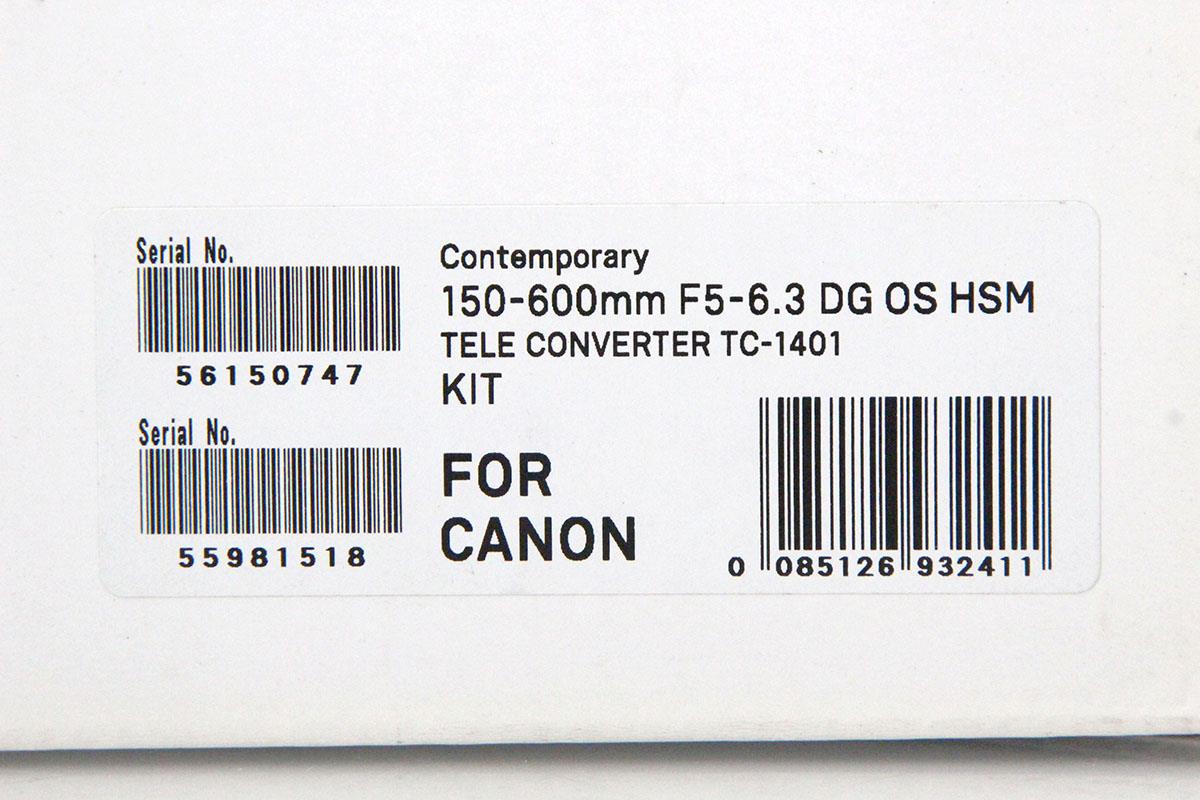 Serial No.
56150747
Serial No.
55981518
Contemporary
150-600mm F5-6.3 DG OS HSM
TELE CONVERTER TC-1401
KIT
FOR
CANON
0 085126 932411